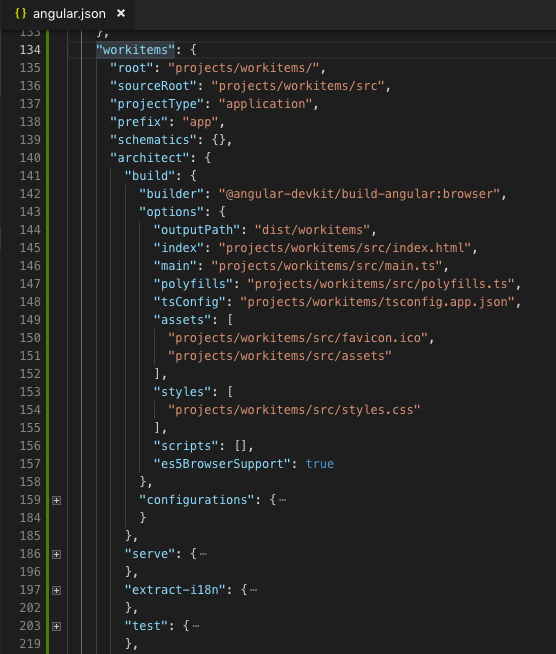 {} angular.json ×
133 },
134 "workitems": {
135 "root": "projects/workitems/",
136 "sourceRoot": "projects/workitems/src",
137 "projectType": "application",
138 "prefix": "app",
139 "schematics": {},
140 "architect": {
141 "build": {
142 "builder": "@angular-devkit/build-angular:browser",
143 "options": {
144 "outputPath": "dist/workitems",
145 "index": "projects/workitems/src/index.html",
146 "main": "projects/workitems/src/main.ts",
147 "polyfills": "projects/workitems/src/polyfills.ts",
148 "tsConfig": "projects/workitems/tsconfig.app.json",
149 "assets": [
150 "projects/workitems/src/favicon.ico",
151 "projects/workitems/src/assets"
152 ],
153 "styles": [
154 "projects/workitems/src/styles.css"
155 ],
156 "scripts": [],
157 "es5BrowserSupport": true
158 },
159 "configurations": {⋯
184 }
185 },
186 "serve": {⋯
196 },
197 "extract-i18n": {⋯
202 },
203 "test": {⋯
219 },